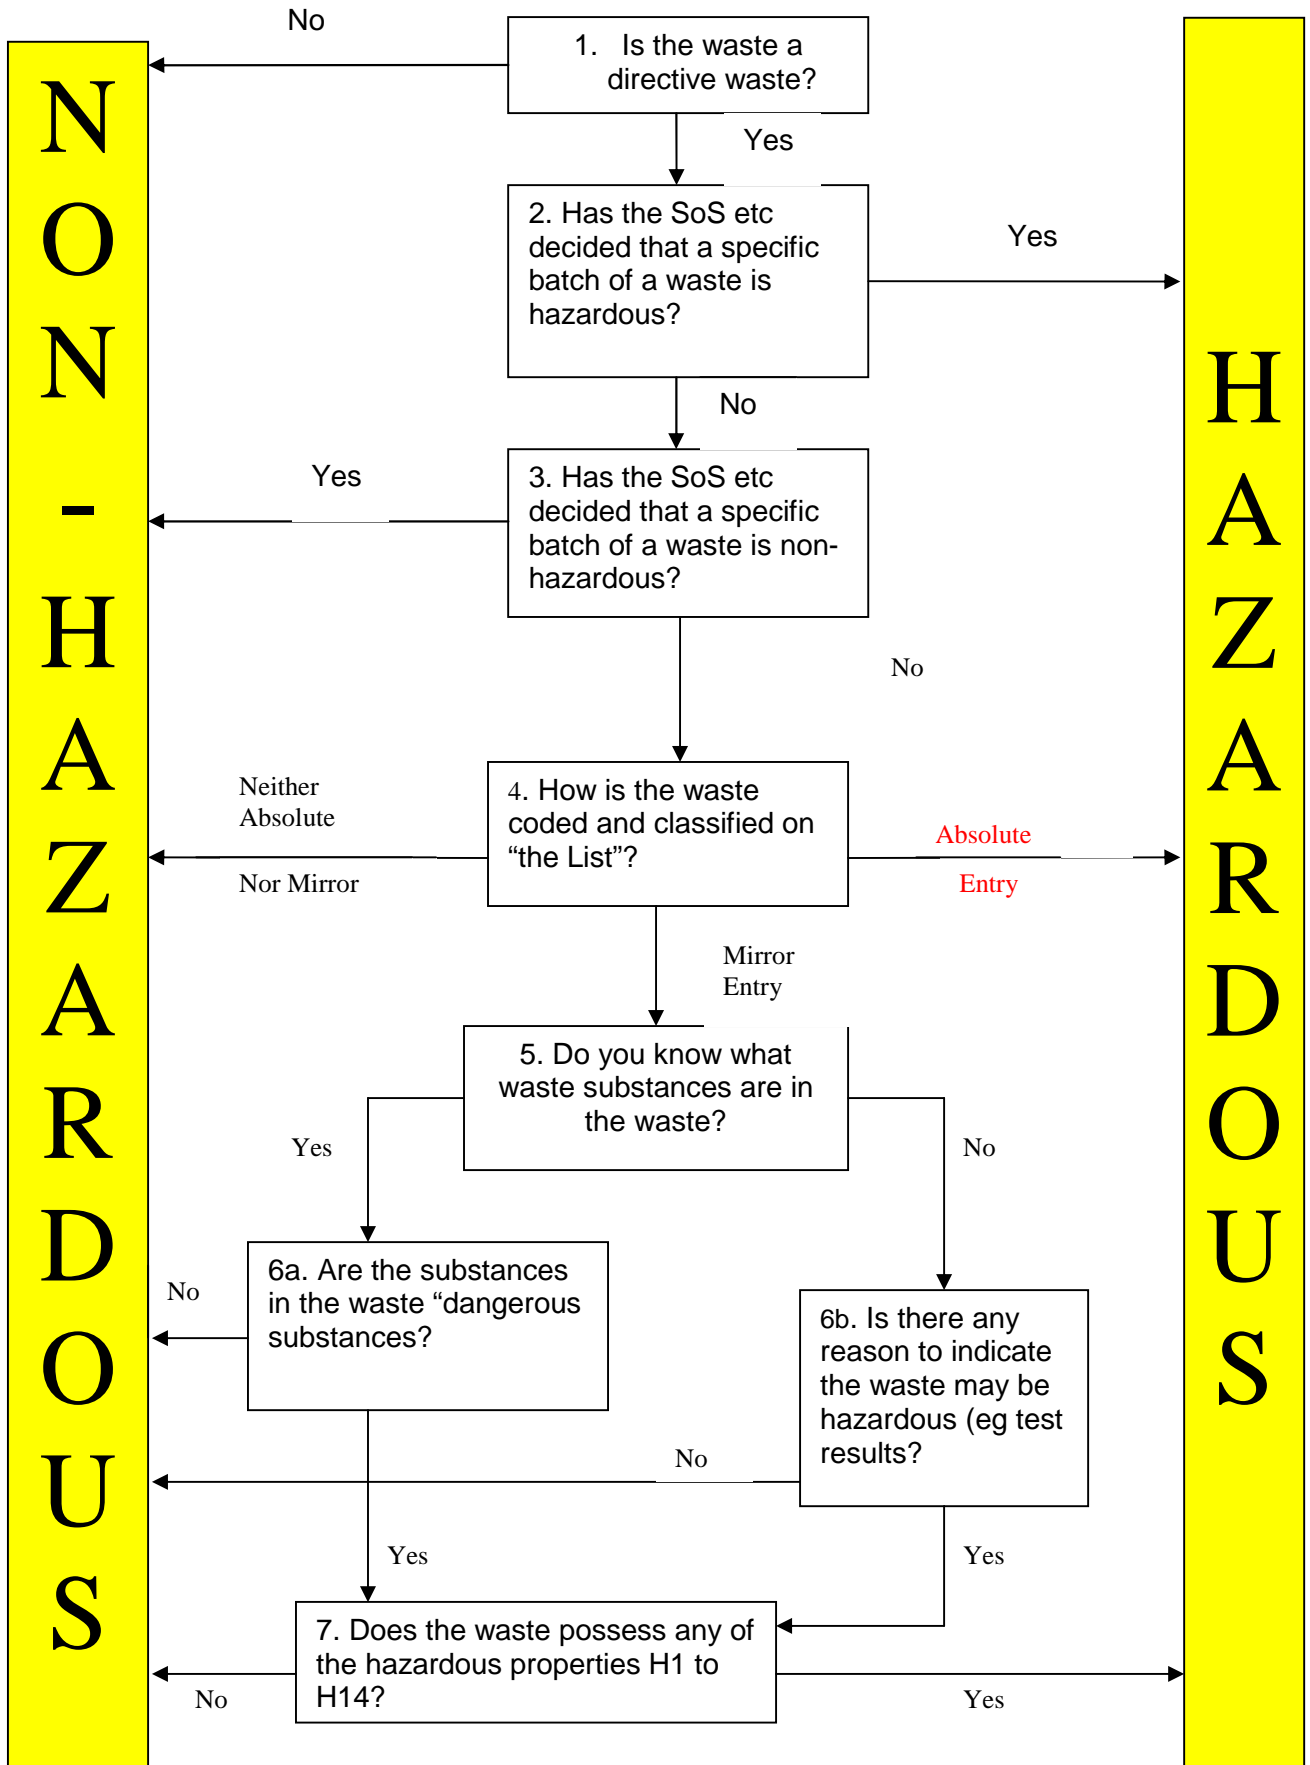 No
1. Is the waste a
directive waste?
Yes
2. Has the SoS etc
decided that a specific
batch of a waste is
hazardous?
Yes
No
3. Has the SoS etc
decided that a specific
batch of a waste is non-
hazardous?
Yes
No
4. How is the waste
coded and classified on
“the List”?
Neither
Absolute
Nor Mirror
Absolute
Entry
Mirror
Entry
5. Do you know what
waste substances are in
the waste?
Yes
No
6a. Are the substances
in the waste “dangerous
substances?
No
6b. Is there any
reason to indicate
the waste may be
hazardous (eg test
results?
No
Yes
Yes
7. Does the waste possess any of
the hazardous properties H1 to
H14?
No
Yes
NON-HAZARDOUS
HAZARDOUS